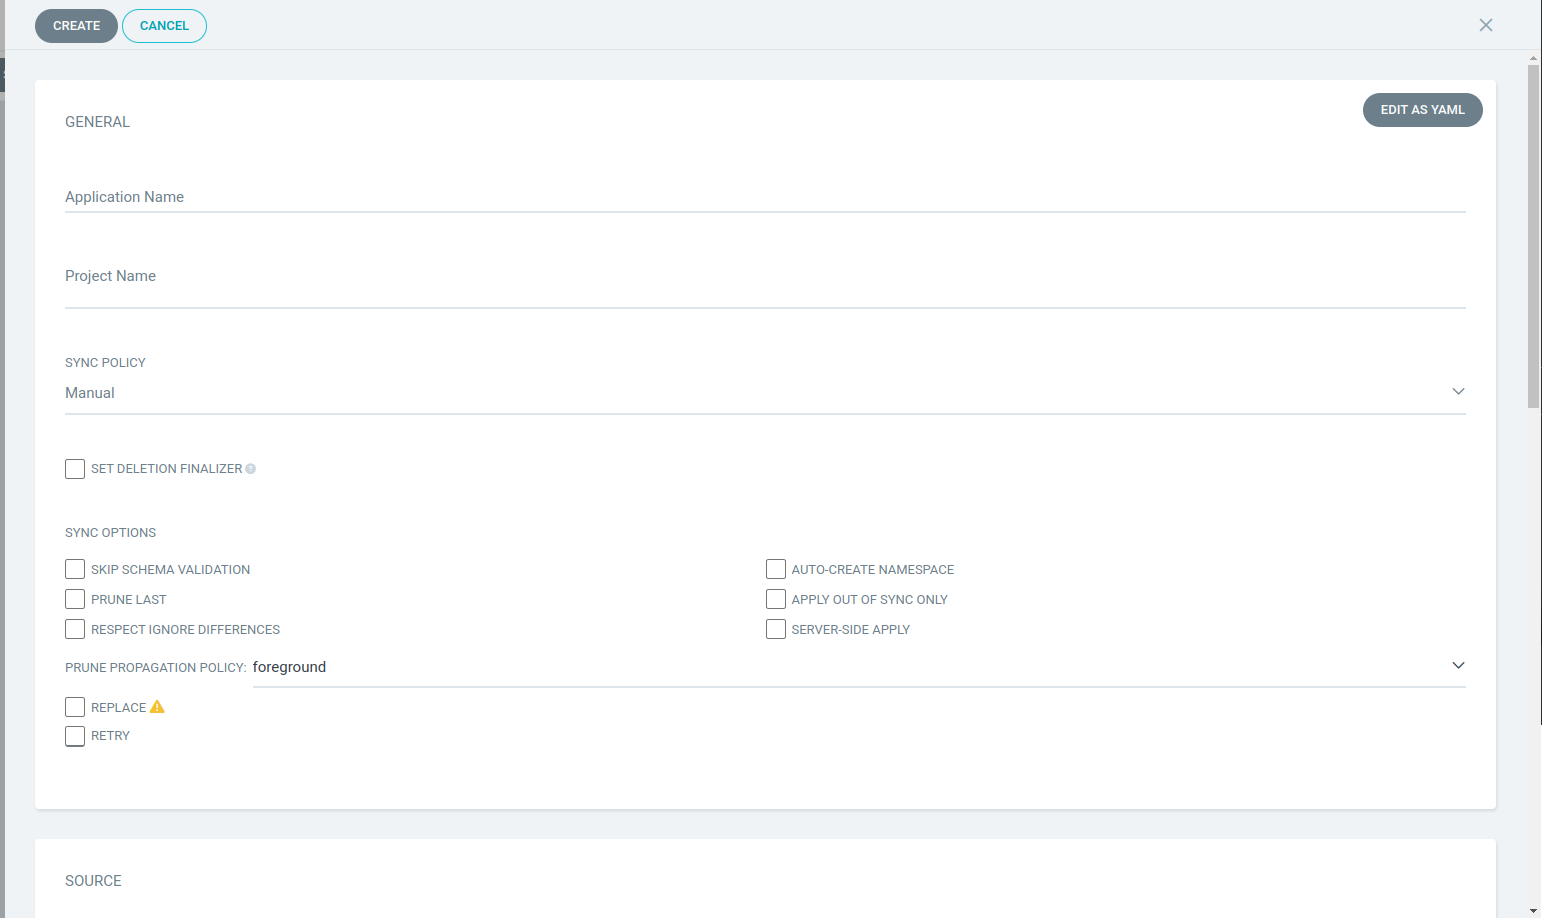 CREATE
CANCEL
GENERAL
EDIT AS YAML
Application Name
Project Name
SYNC POLICY
Manual
SET DELETION FINALIZER
SYNC OPTIONS
SKIP SCHEMA VALIDATION
AUTO-CREATE NAMESPACE
PRUNE LAST
APPLY OUT OF SYNC ONLY
RESPECT IGNORE DIFFERENCES
SERVER-SIDE APPLY
PRUNE PROPAGATION POLICY: foreground
REPLACE
RETRY
SOURCE